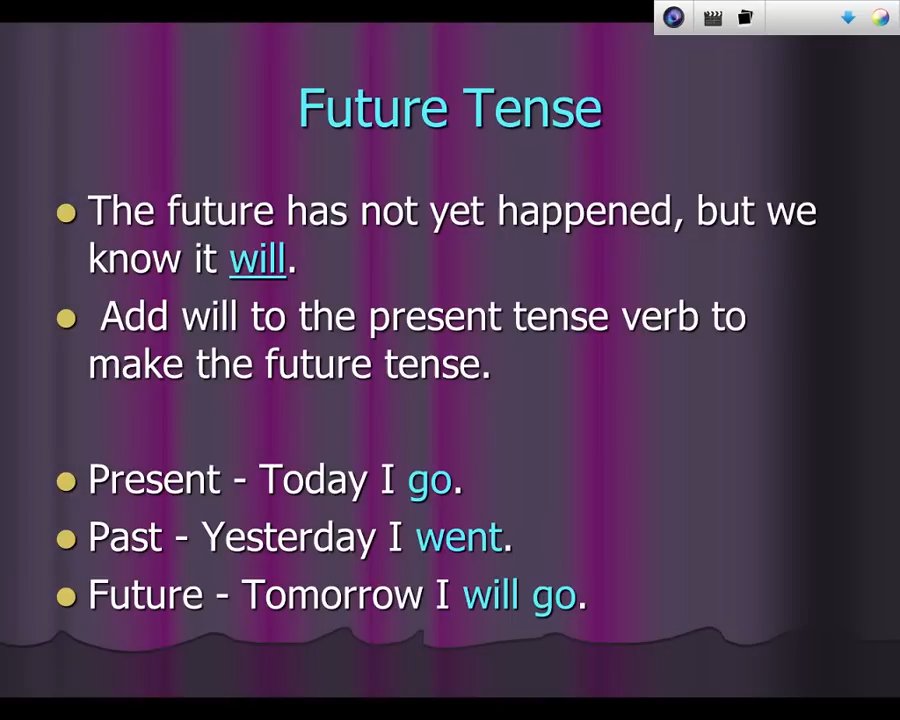 Future Tense
The future has not yet happened, but we
know it will.
Add will to the present tense verb to
make the future tense.
Present - Today I go.
Past - Yesterday I went.
Future - Tomorrow I will go.